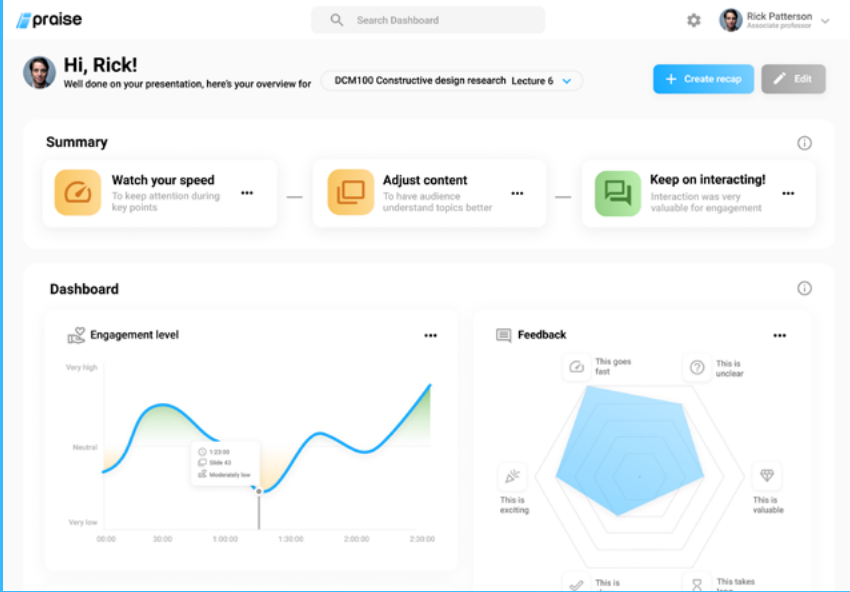 praise
Search Dashboard
Rick Patterson
Associate professor
Hi, Rick!
Well done on your presentation, here's your overview for
DCM100 Constructive design research Lecture 6
+ Create recap
Edit
Summary
Watch your speed
To keep attention during
key points
Adjust content
To have audience
understand topics better
Keep on interacting!
Interaction was very
valuable for engagement
Dashboard
Engagement level
Very high
Neutral
Very low
1:23:00
Slide 43
Moderately low
00:00
30:00
1:00:00
1:30:00
2:00:00
2:30:00
Feedback
This goes
fast
This is
unclear
This is
exciting
This is
valuable
This is
This takes